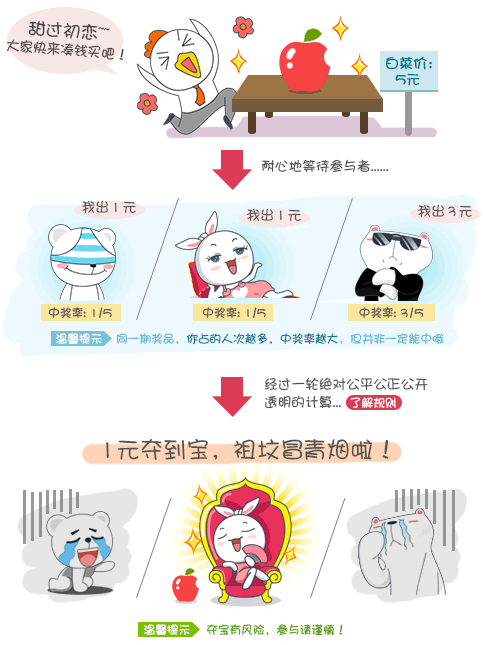 甜过初恋~
大家快来凑钱买吧！
白菜价：
5元
耐心地等待参与者......
我出1元
我出1元
我出3元
中奖率：1/5
中奖率：1/5
中奖率：3/5
温馨提示 同一期奖品，你占的人次越多，中奖率越大，但并非一定能中哦
经过一轮绝对公平公正公开
透明的计算... 了解规则
1元夺到宝，祖坟冒青烟啦！
温馨提示 夺宝有风险，参与请谨慎！